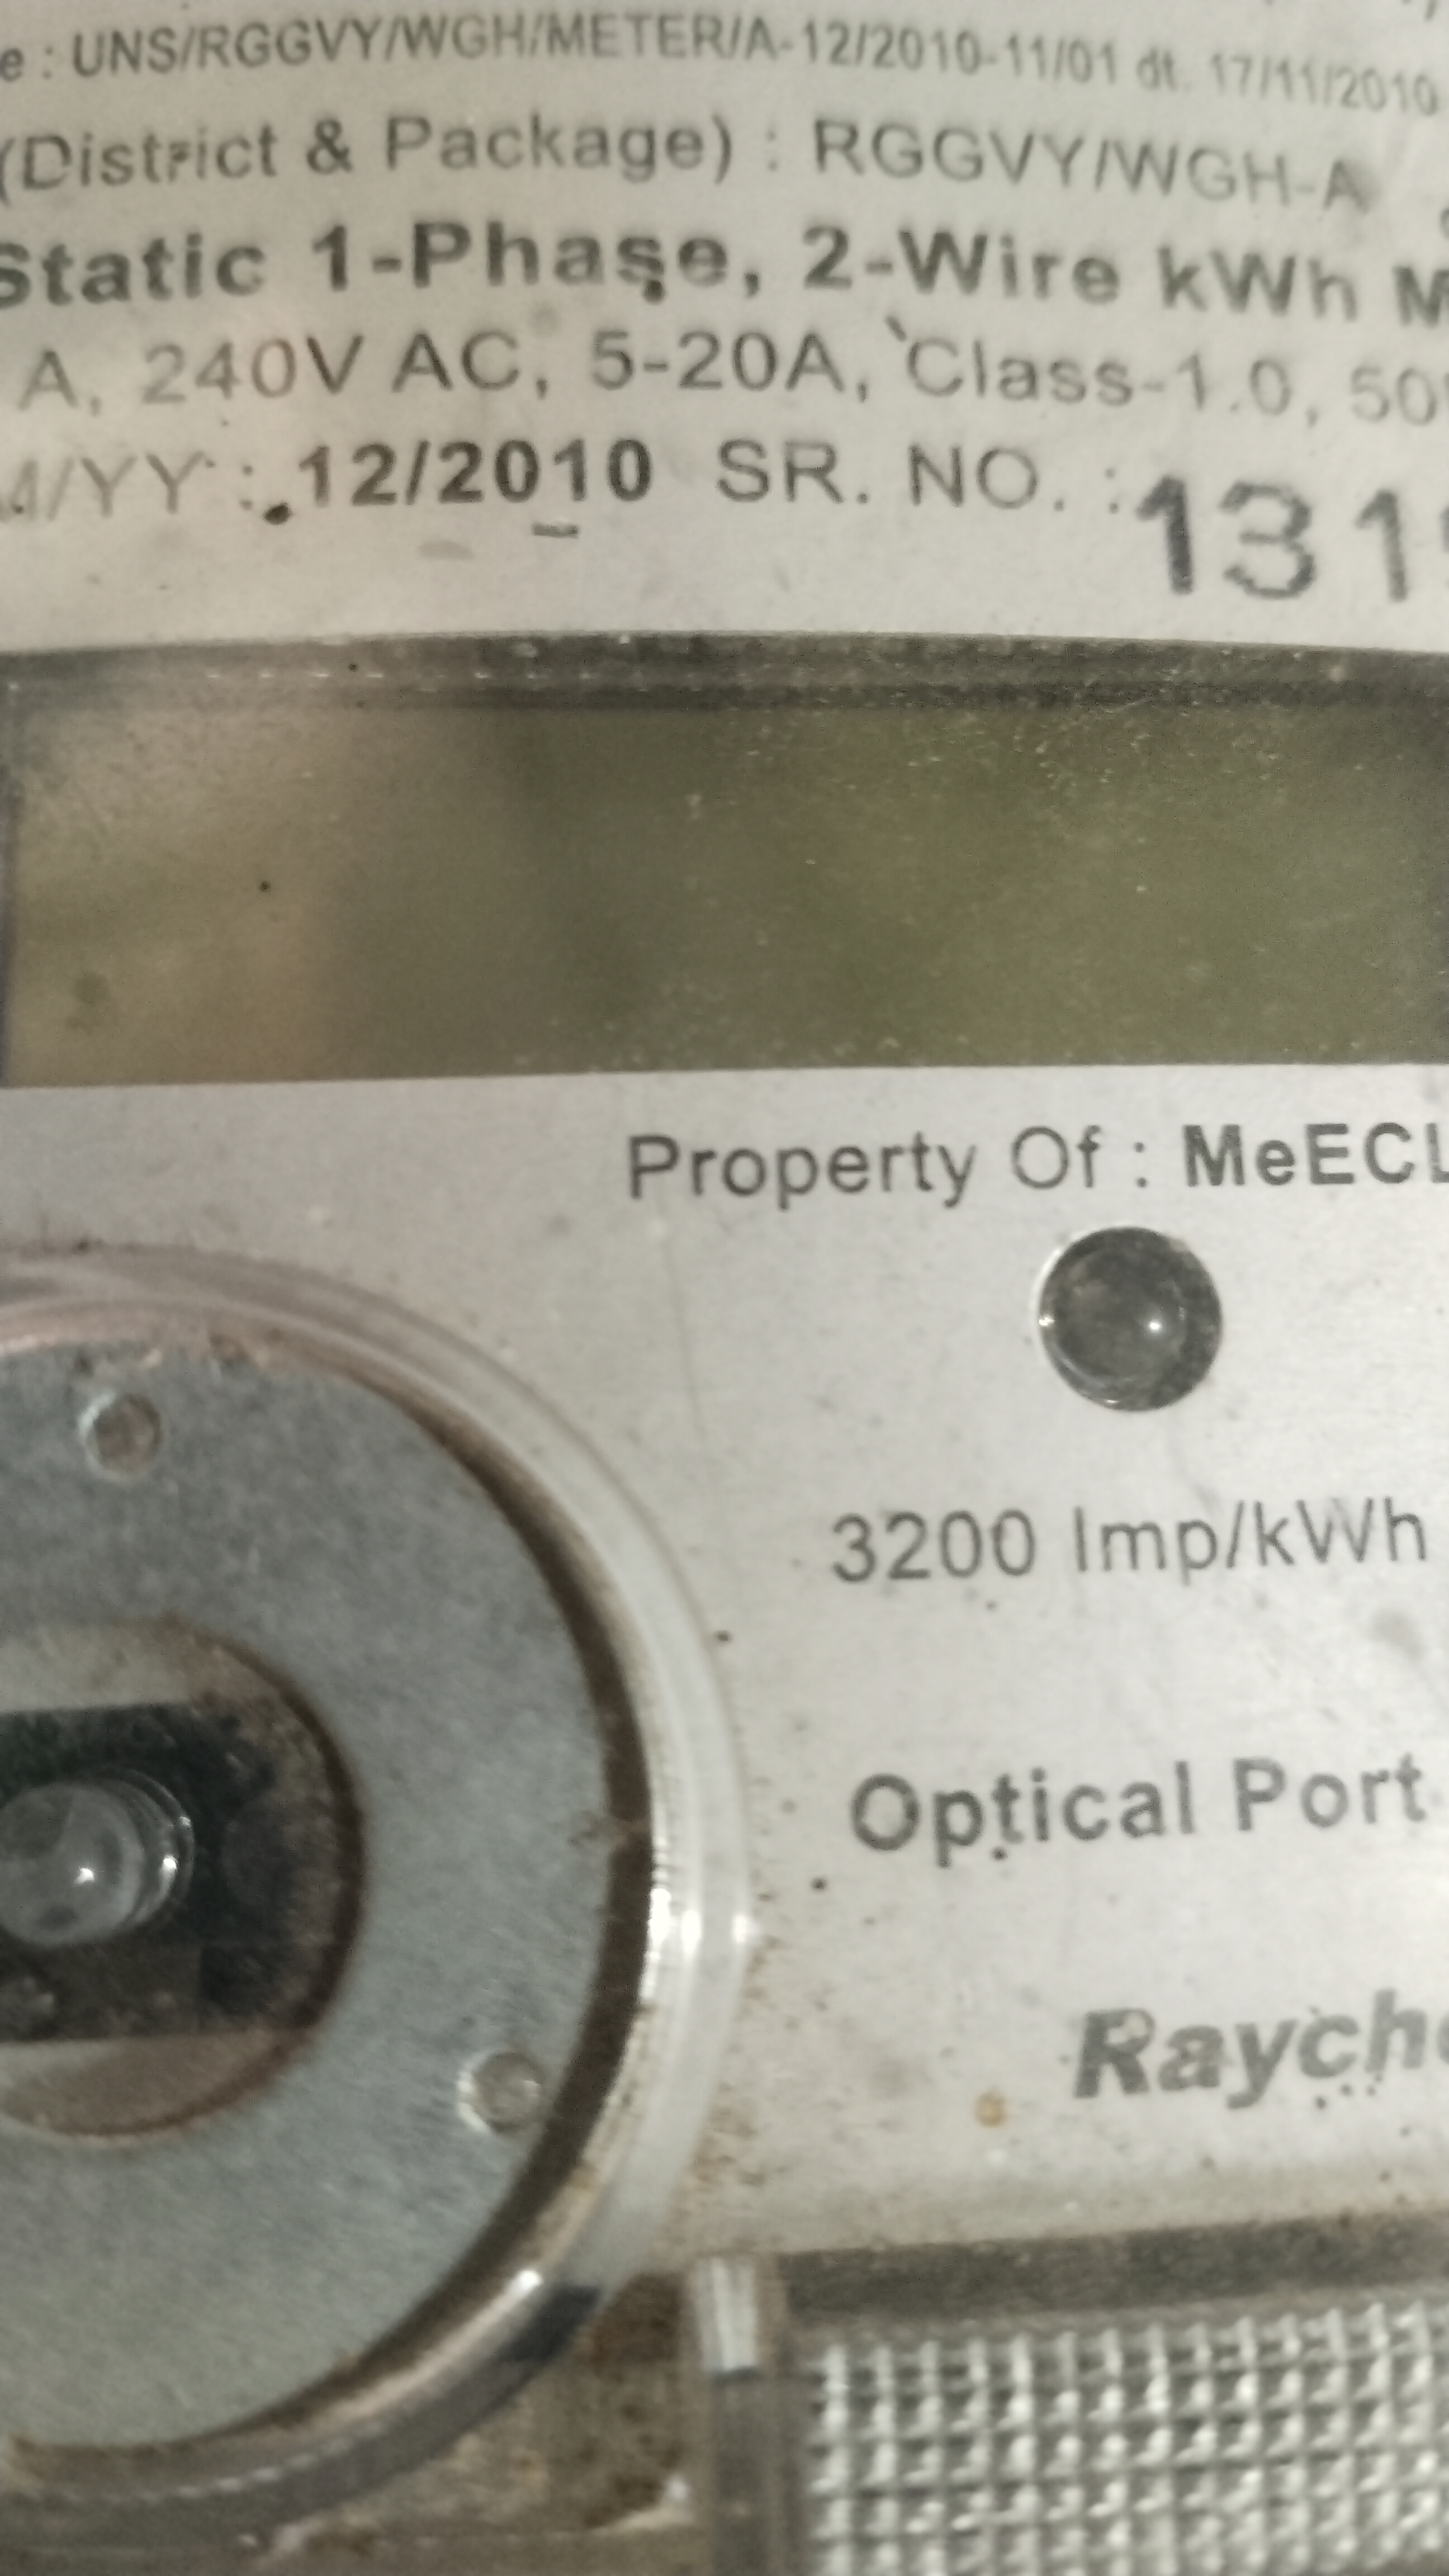 e : UNS/RGGVY/WGH/METER/A-12/2010-11/01 dt. 17/11/2010
(District & Package) : RGGVY/WGH-A
Static 1-Phase, 2-Wire kWh M
A, 240V AC, 5-20A, Class-1.0, 50
M/YY : 12/2010 SR. NO. : 131
Property Of : MeECL
3200 Imp/kWh
Optical Port
Raych